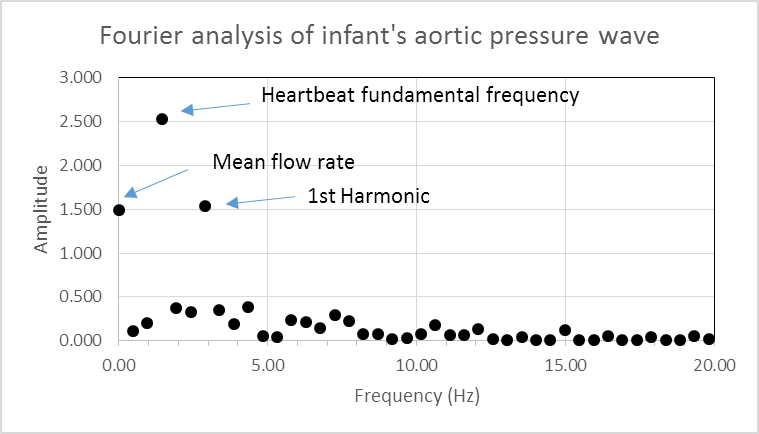 Fourier analysis of infant's aortic pressure wave
3.000
Heartbeat fundamental frequency
2.500
Mean flow rate
2.000
1st Harmonic
1.500
Amplitude
1.000
0.500
0.000
0.00 5.00 10.00 15.00 20.00
Frequency (Hz)